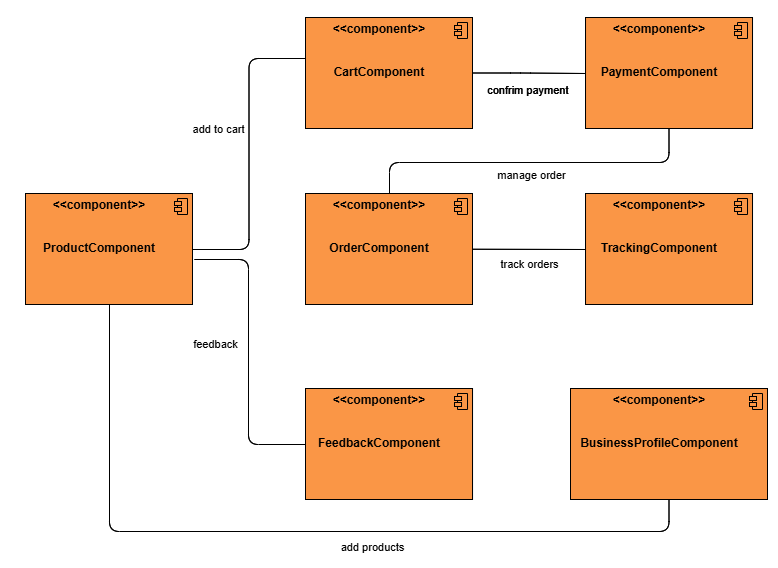 <<component>>
CartComponent
<<component>>
PaymentComponent
confrim payment
add to cart
manage order
<<component>>
ProductComponent
<<component>>
OrderComponent
<<component>>
TrackingComponent
track orders
feedback
<<component>>
FeedbackComponent
<<component>>
BusinessProfileComponent
add products